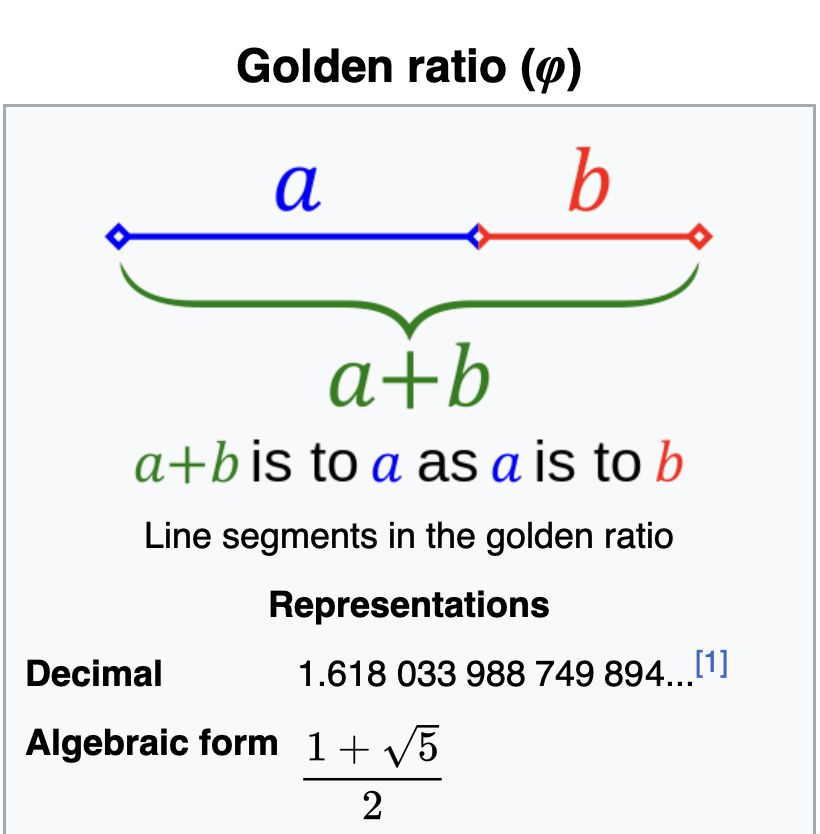 Golden ratio (φ)
a b
a+b
a+b is to a as a is to b
Line segments in the golden ratio
Representations
Decimal 1.618 033 988 749 894...[1]
Algebraic form 1 + √5
2